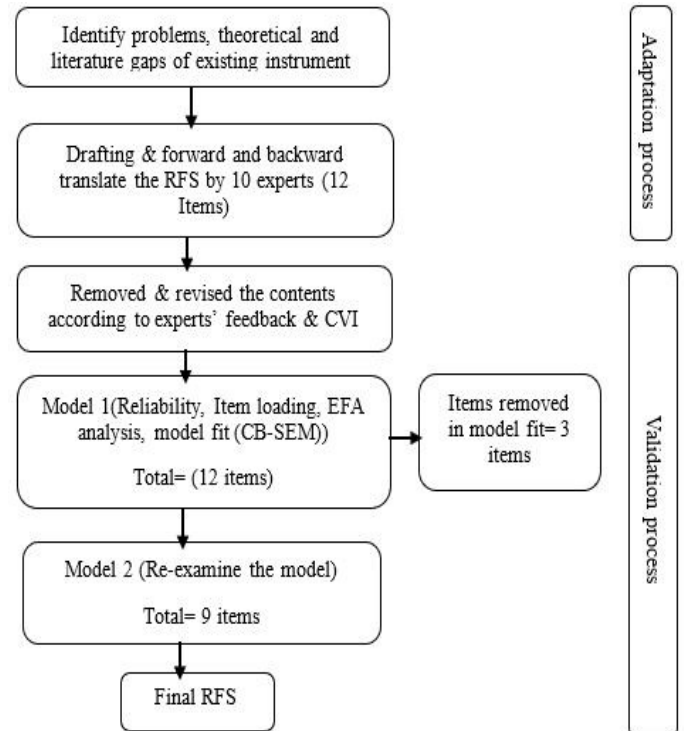 Identify problems, theoretical and
literature gaps of existing instrument
Drafting & forward and backward
translate the RFS by 10 experts (12
Items)
Removed & revised the contents
according to experts' feedback & CVI
Model 1(Reliability, Item loading, EFA
analysis, model fit (CB-SEM))
Total= (12 items)
Items removed
in model fit= 3
items
Model 2 (Re-examine the model)
Total= 9 items
Final RFS
Adaptation process
Validation process